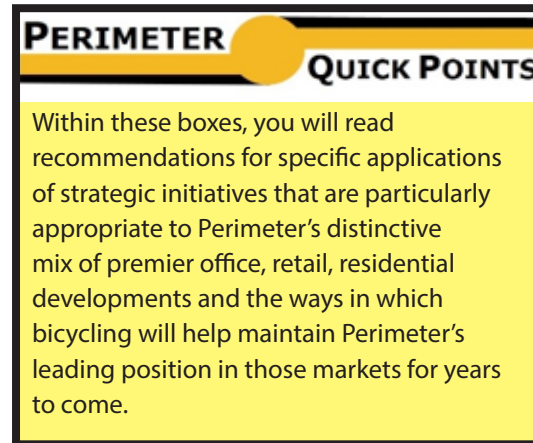 PERIMETER
QUICK POINTS
Within these boxes, you will read
recommendations for specific applications
of strategic initiatives that are particularly
appropriate to Perimeter's distinctive
mix of premier office, retail, residential
developments and the ways in which
bicycling will help maintain Perimeter's
leading position in those markets for years
to come.